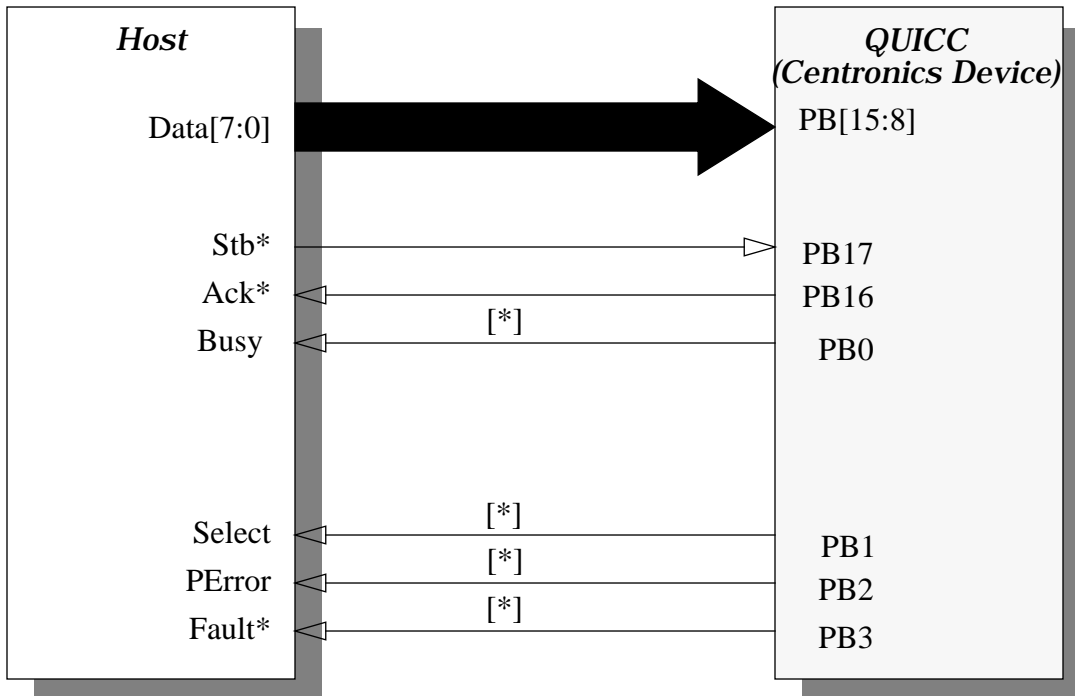 Host
QUICC
(Centronics Device)
Data[7:0]
PB[15:8]
Stb*
PB17
Ack*
PB16
[*]
Busy
PB0
[*]
Select
PB1
[*]
PError
PB2
[*]
Fault*
PB3